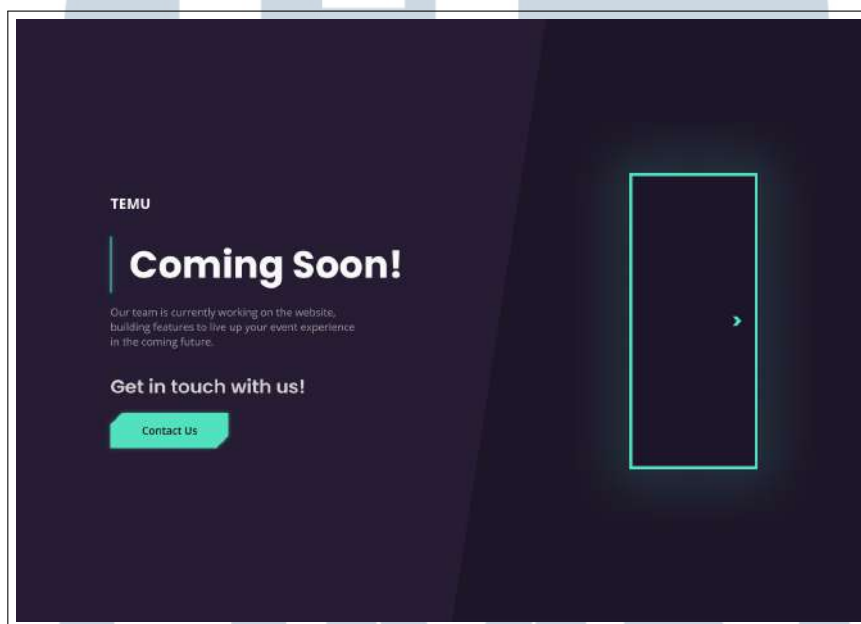 TEMU
Coming Soon!
Our team is currently working on the website,
building features to live up your event experience
in the coming future.
Get in touch with us!
Contact Us